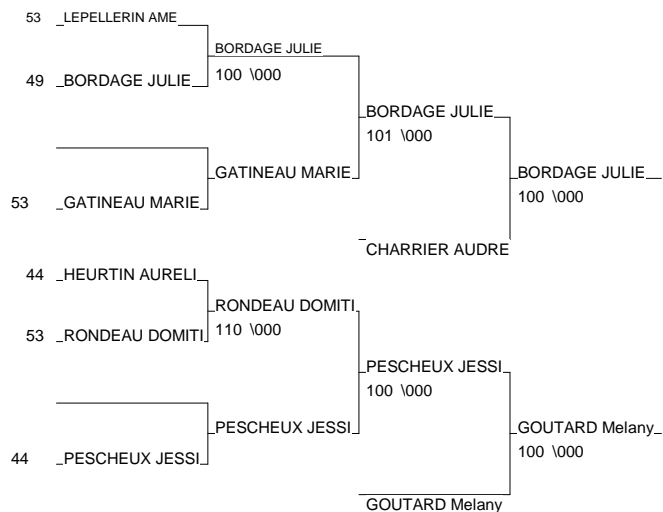 53 LEPELLERIN AME
BORDAGE JULIE
49 BORDAGE JULIE
100 \000
BORDAGE JULIE
101 \000
GATINEAU MARIE
BORDAGE JULIE
100 \000
53 GATINEAU MARIE
CHARRIER AUDRE
44 HEURTIN AURELI
RONDEAU DOMITI
53 RONDEAU DOMITI
110 \000
PESCHEUX JESSI
100 \000
PESCHEUX JESSI
GOUTARD Melany
100 \000
44 PESCHEUX JESSI
GOUTARD Melany